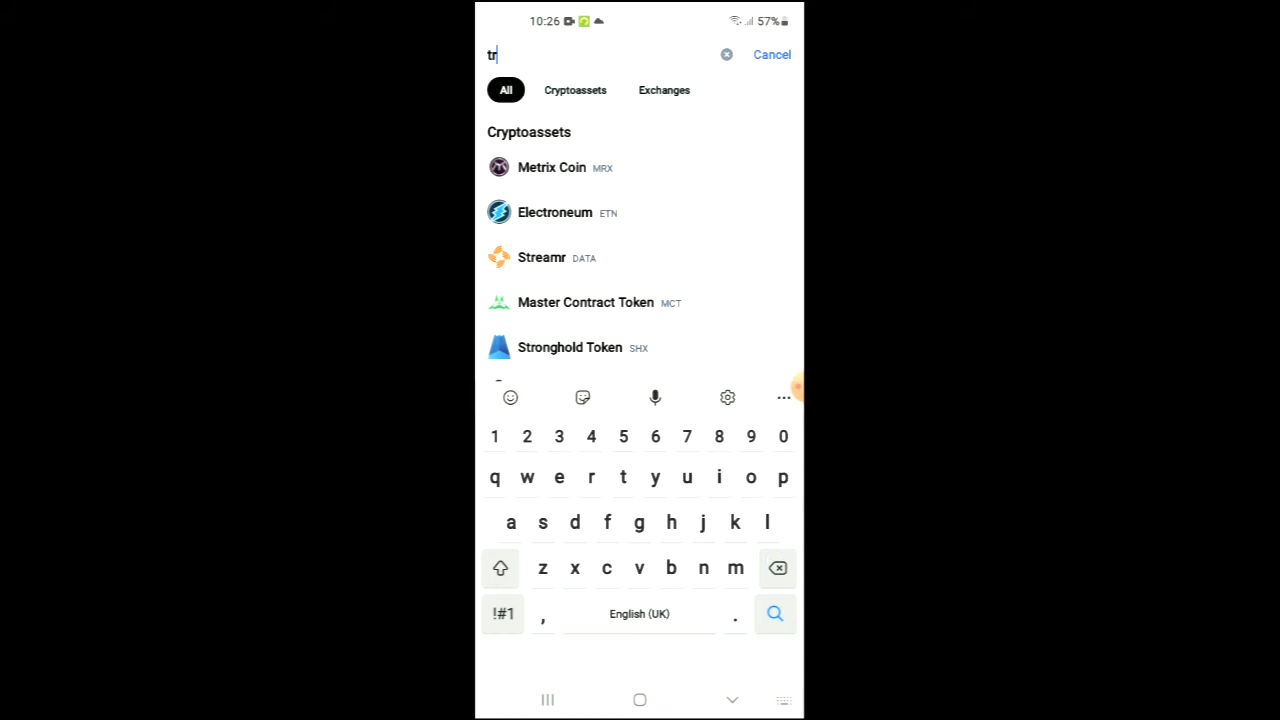 10:26 57%
tr Cancel
All Cryptoassets Exchanges
Cryptoassets
Metrix Coin MRX
Electroneum ETN
Streamr DATA
Master Contract Token MCT
Stronghold Token SHX
1 2 3 4 5 6 7 8 9 0
q w e r t y u i o p
a s d f g h j k l
z x c v b n m
!#1 , English (UK) .